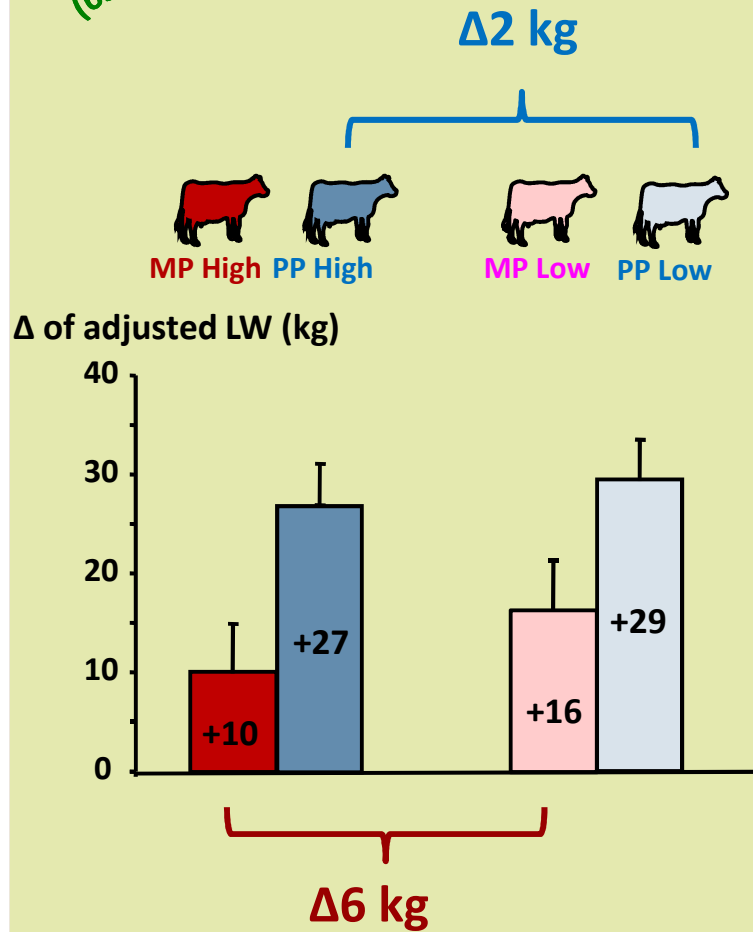 Δ2 kg
MP High PP High MP Low PP Low
Δ of adjusted LW (kg)
40
30
20
10
0
+10
+27
+16
+29
Δ6 kg